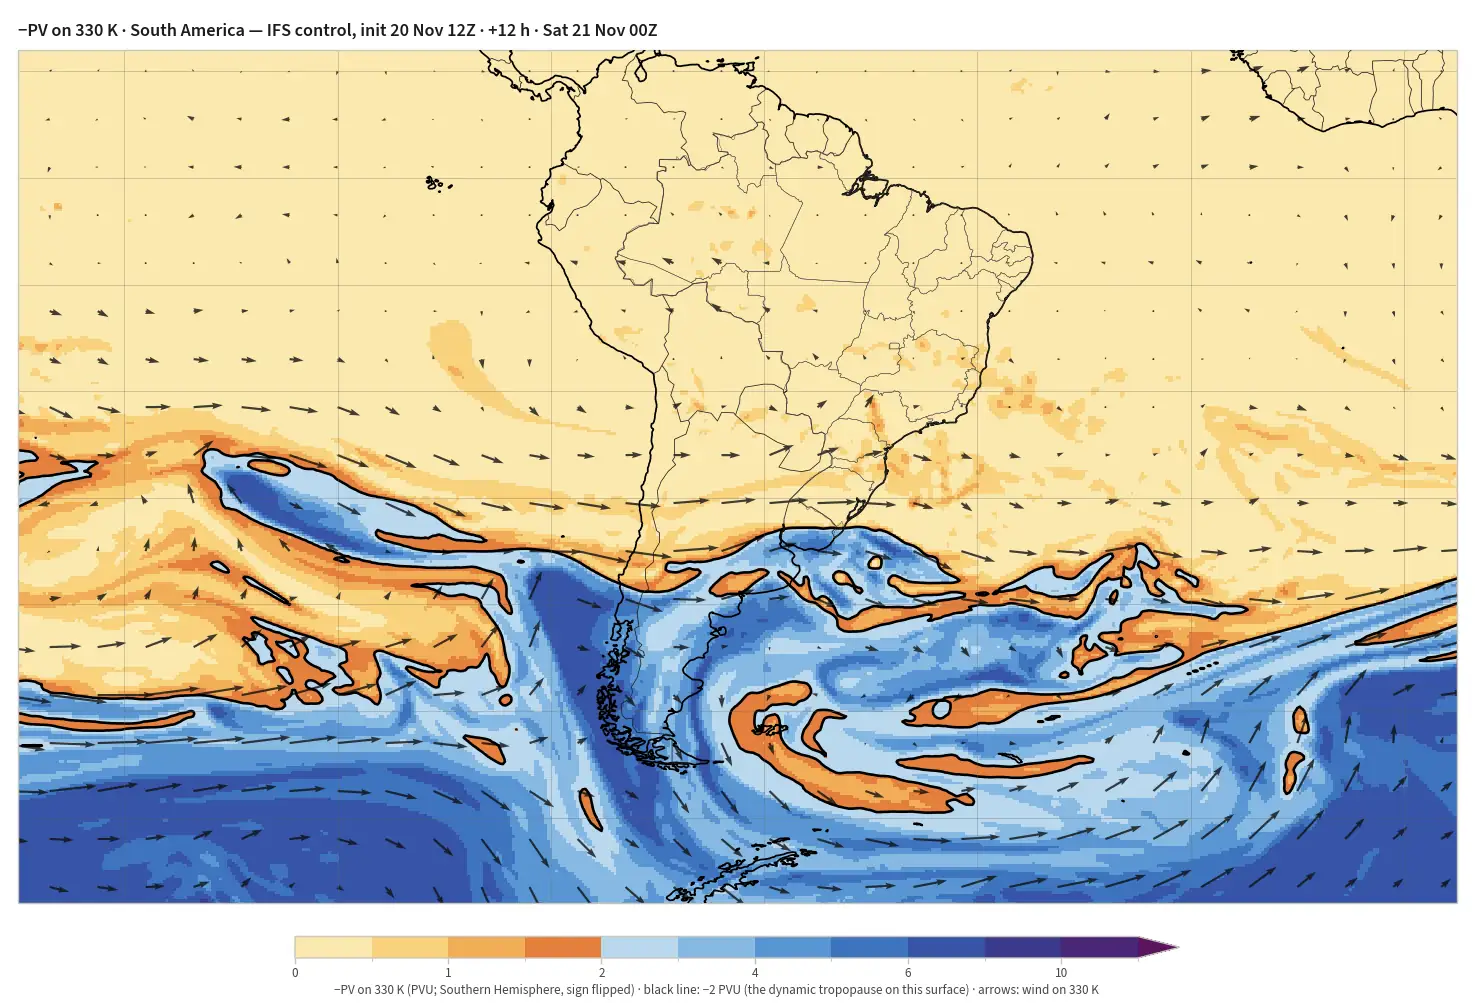 −PV on 330 K · South America — IFS control, init 20 Nov 12Z · +12 h · Sat 21 Nov 00Z
0 1 2 4 6 10
−PV on 330 K (PVU; Southern Hemisphere, sign flipped) · black line: −2 PVU (the dynamic tropopause on this surface) · arrows: wind on 330 K